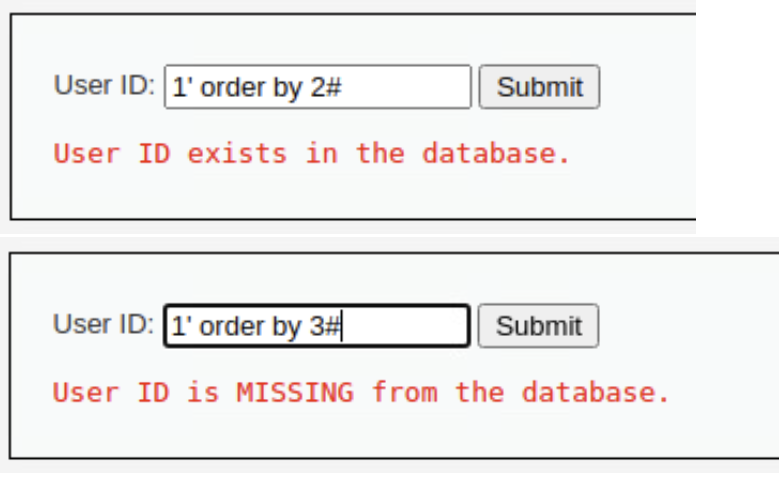 User ID: 1' order by 2# Submit
User ID exists in the database.
User ID: 1' order by 3# Submit
User ID is MISSING from the database.